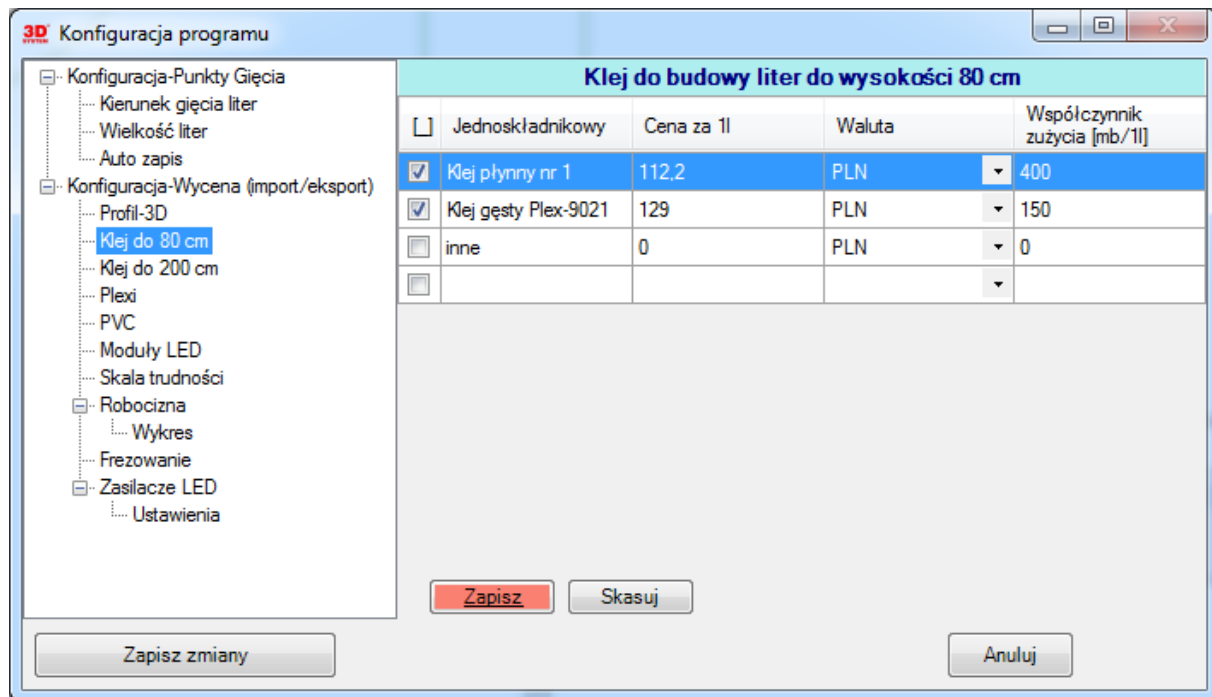 3D Konfiguracja programu
SYSTEM
Konfiguracja-Punkty Gięcia
Kierunek gięcia liter
Wielkość liter
Auto zapis
Konfiguracja-Wycena (import/eksport)
Profil-3D
Klej do 80 cm
Klej do 200 cm
Plexi
PVC
Moduły LED
Skala trudności
Robocizna
Wykres
Frezowanie
Zasilacze LED
Ustawienia
Klej do budowy liter do wysokości 80 cm
[_] Jednoskładnikowy Cena za 1l Waluta Współczynnik
zużycia [mb/1l]
Klej płynny nr 1 112,2 PLN 400
Klej gęsty Plex-9021 129 PLN 150
inne 0 PLN 0
Zapisz Skasuj
Zapisz zmiany Anuluj